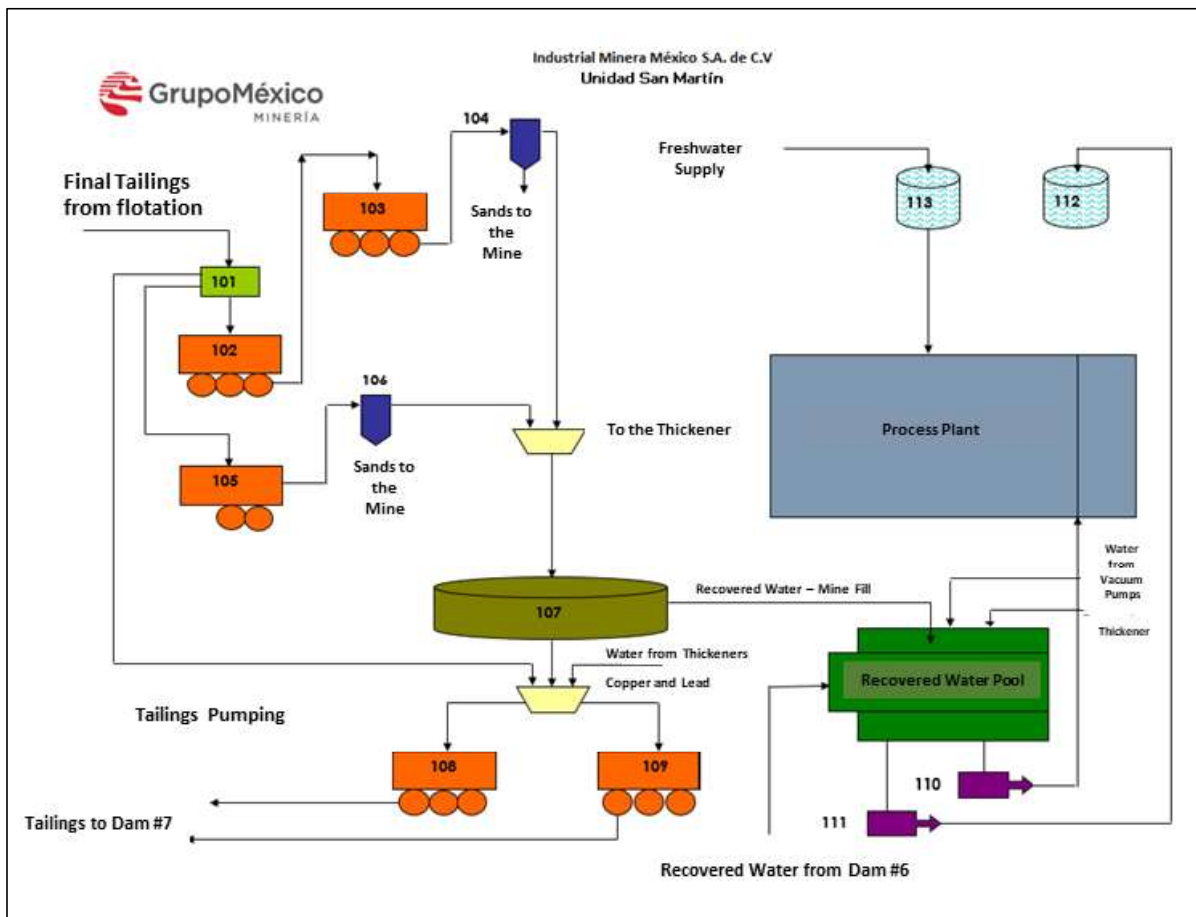 Industrial Minera México S.A. de C.V
Unidad San Martín
GrupoMéxico
MINERÍA
104
Freshwater
Supply
Final Tailings
from flotation
103
Sands to
the
Mine
113
112
101
102
106
To the Thickener
Process Plant
105
Sands to
the
Mine
Water
from
Vacuum
Pumps
Thickener
Recovered Water – Mine Fill
107
Water from Thickeners
Copper and Lead
Recovered Water Pool
Tailings Pumping
108
109
110
111
Tailings to Dam #7
Recovered Water from Dam #6